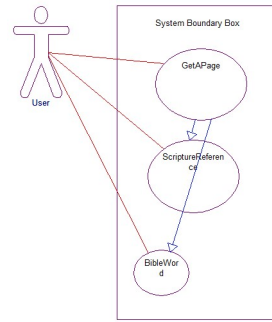 System Boundary Box
GetAPage
User
ScriptureReferen
ce
BibleWor
d